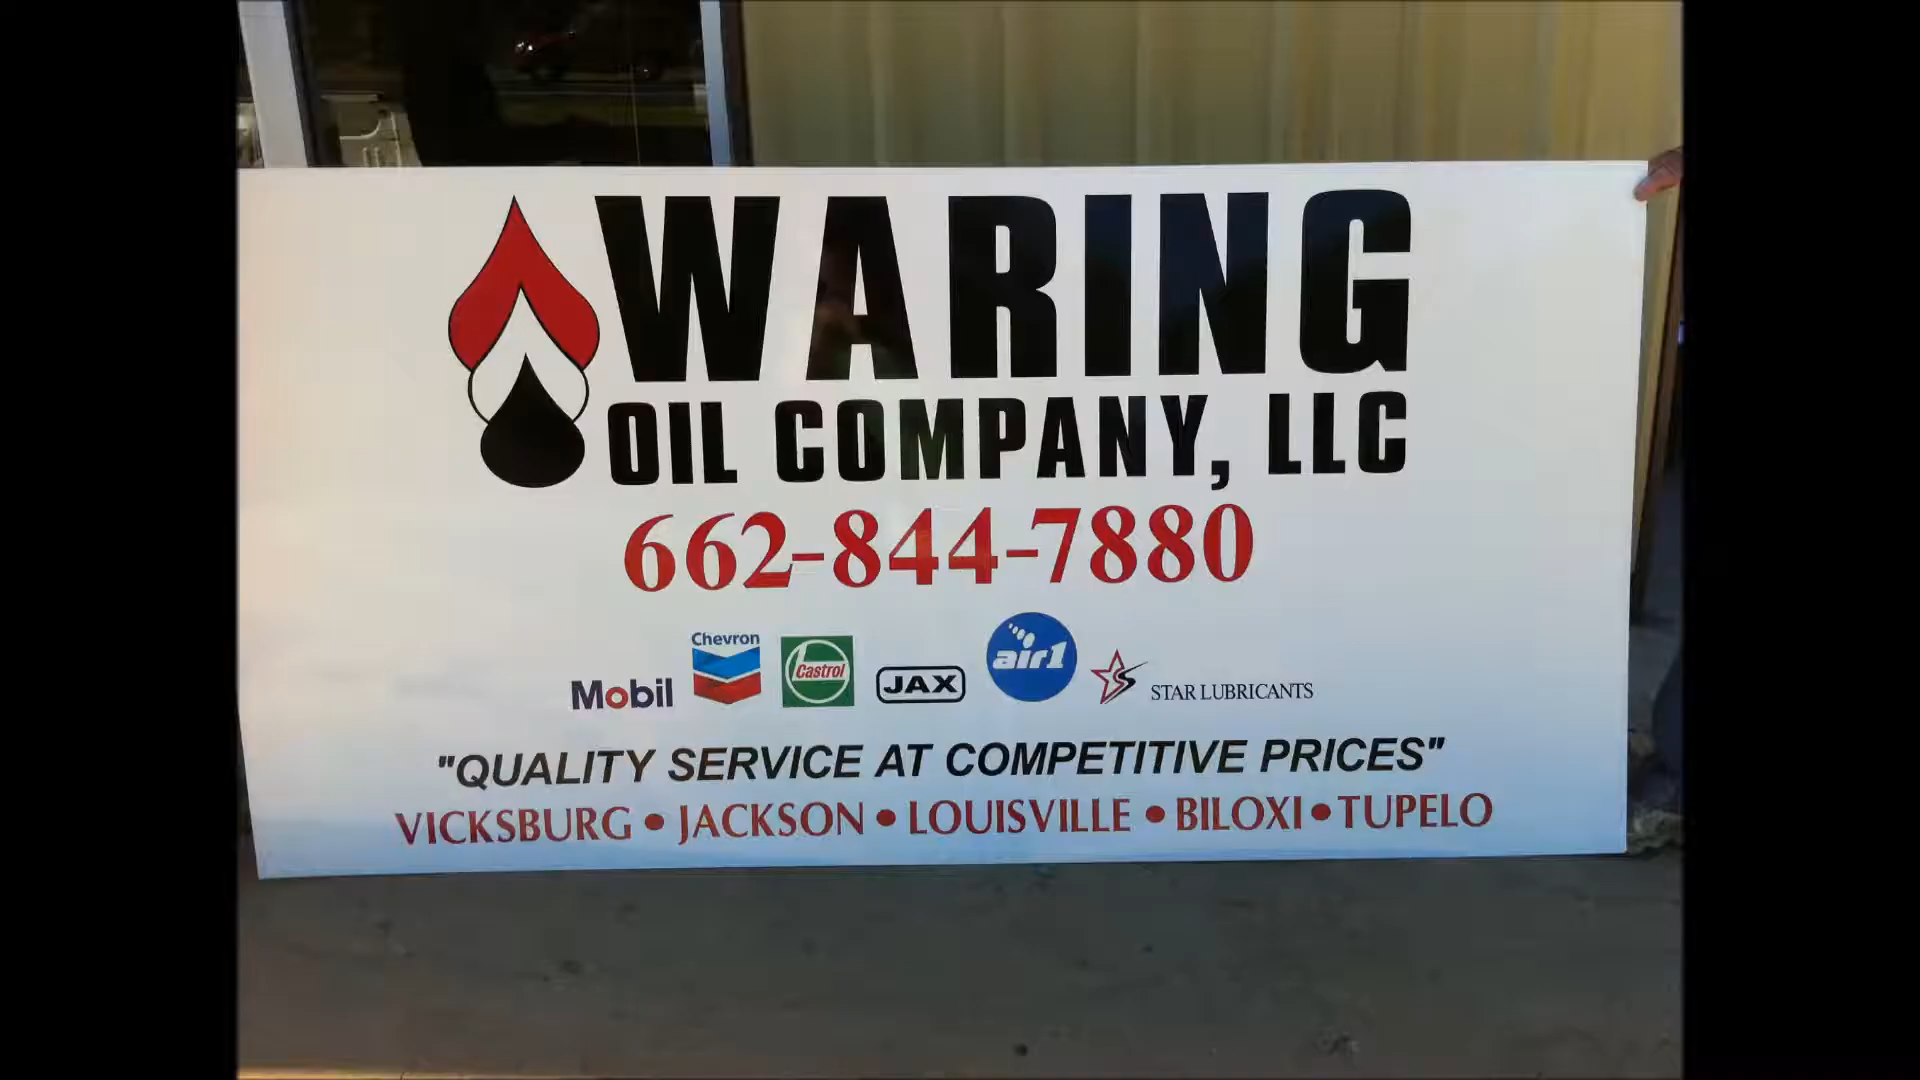 WARING
OIL COMPANY, LLC
662-844-7880
Mobil Chevron Castrol JAX air1 S STAR LUBRICANTS
"QUALITY SERVICE AT COMPETITIVE PRICES"
VICKSBURG • JACKSON • LOUISVILLE • BILOXI • TUPELO